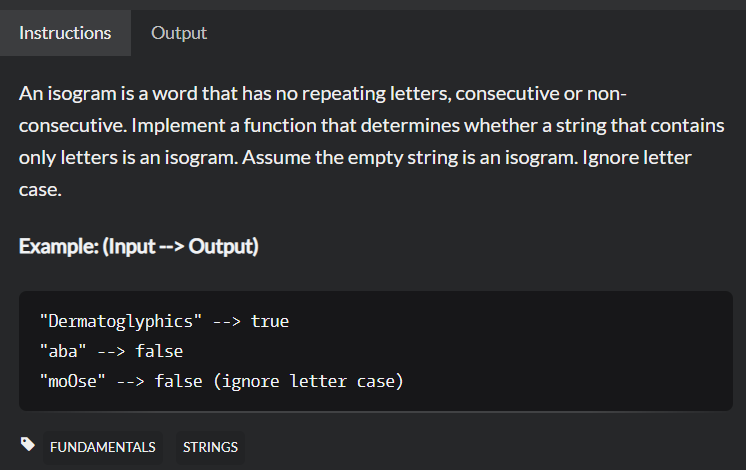 Instructions Output
An isogram is a word that has no repeating letters, consecutive or non-
consecutive. Implement a function that determines whether a string that contains
only letters is an isogram. Assume the empty string is an isogram. Ignore letter
case.
Example: (Input --> Output)
"Dermatoglyphics" --> true
"aba" --> false
"moOse" --> false (ignore letter case)
FUNDAMENTALS STRINGS